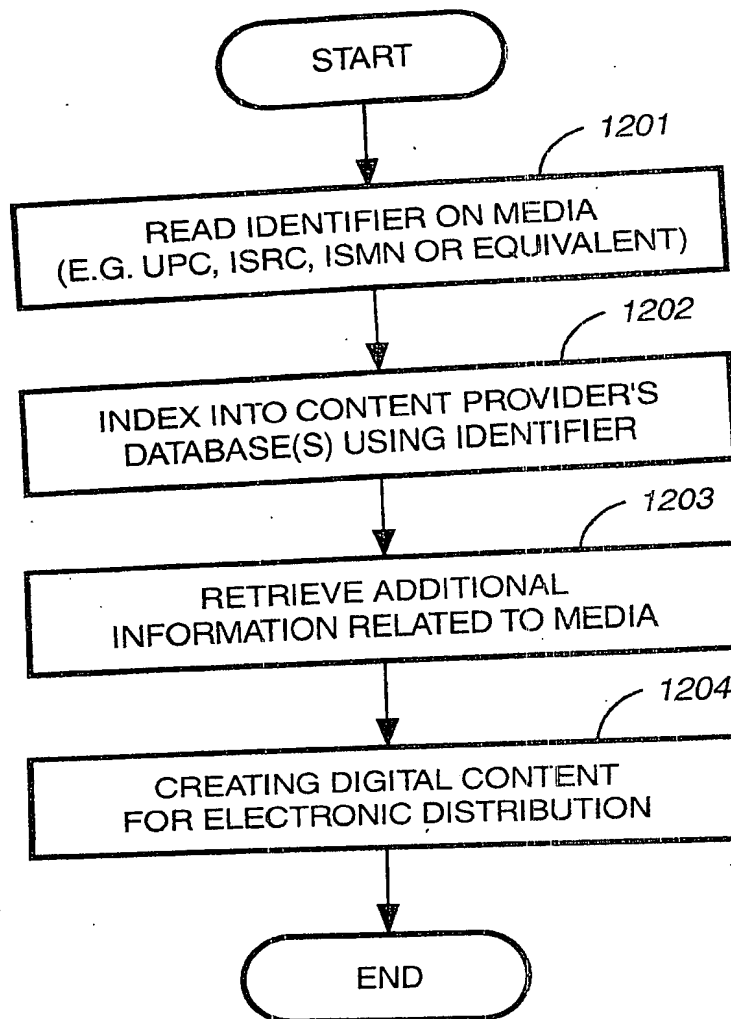 START
1201
READ IDENTIFIER ON MEDIA
(E.G. UPC, ISRC, ISMN OR EQUIVALENT)
1202
INDEX INTO CONTENT PROVIDER'S
DATABASE(S) USING IDENTIFIER
1203
RETRIEVE ADDITIONAL
INFORMATION RELATED TO MEDIA
1204
CREATING DIGITAL CONTENT
FOR ELECTRONIC DISTRIBUTION
END